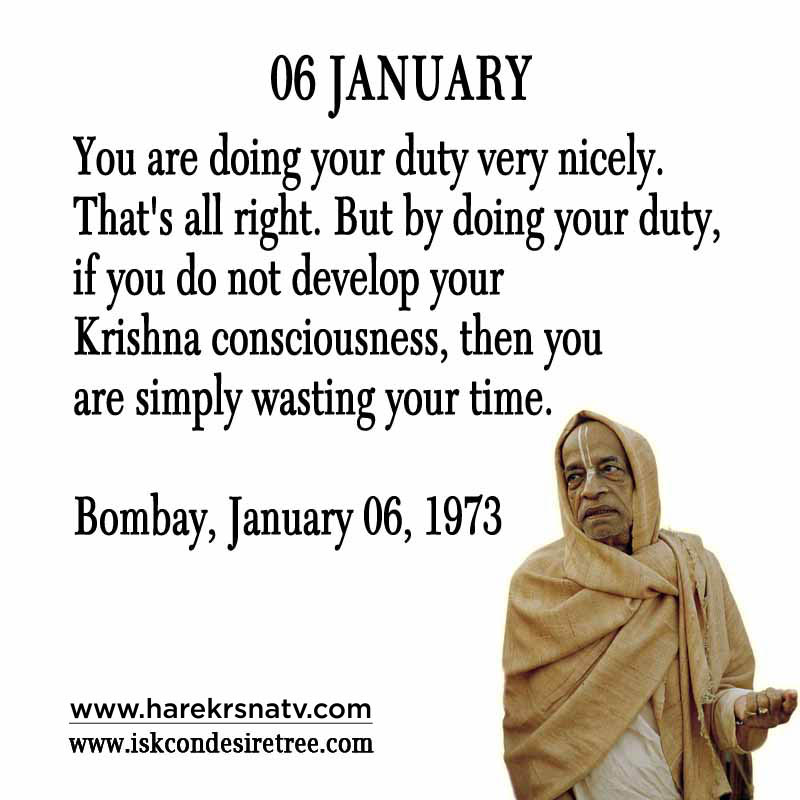 06 JANUARY
You are doing your duty very nicely.
That's all right. But by doing your duty,
if you do not develop your
Krishna consciousness, then you
are simply wasting your time.
Bombay, January 06, 1973
www.harekrsnatv.com
www.iskcondesiretree.com